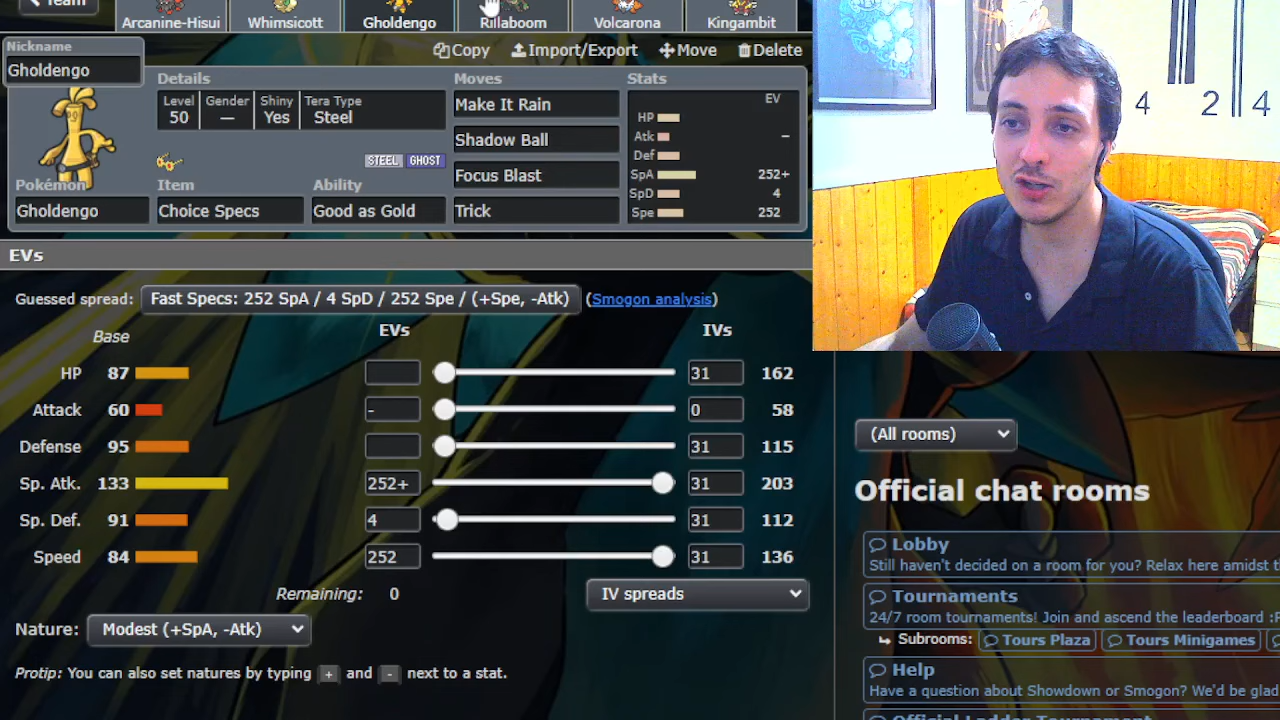 Team
Arcanine-Hisui Whimsicott Gholdengo Rillaboom Volcarona Kingambit
Copy Import/Export Move Delete
Nickname
Gholdengo
Details Moves Stats
Level Gender Shiny Tera Type
50 — Yes Steel
Make It Rain
Shadow Ball
Focus Blast
Trick
EV
HP
Atk –
Def
SpA 252+
SpD 4
Spe 252
STEEL GHOST
Pokémon Item Ability
Gholdengo Choice Specs Good as Gold
4 2 4
EVs
Guessed spread: Fast Specs: 252 SpA / 4 SpD / 252 Spe / (+Spe, -Atk) (Smogon analysis)
Base EVs IVs
HP 87 31 162
Attack 60 - 0 58
Defense 95 31 115
Sp. Atk. 133 252+ 31 203
Sp. Def. 91 4 31 112
Speed 84 252 31 136
Remaining: 0 IV spreads
Nature: Modest (+SpA, -Atk)
Protip: You can also set natures by typing + and - next to a stat.
(All rooms)
Official chat rooms
Lobby
Still haven't decided on a room for you? Relax here amidst t
Tournaments
24/7 room tournaments! Join and ascend the leaderboard :P
Subrooms: Tours Plaza Tours Minigames
Help
Have a question about Showdown or Smogon? We'd be glad
Official Ladder Tournament